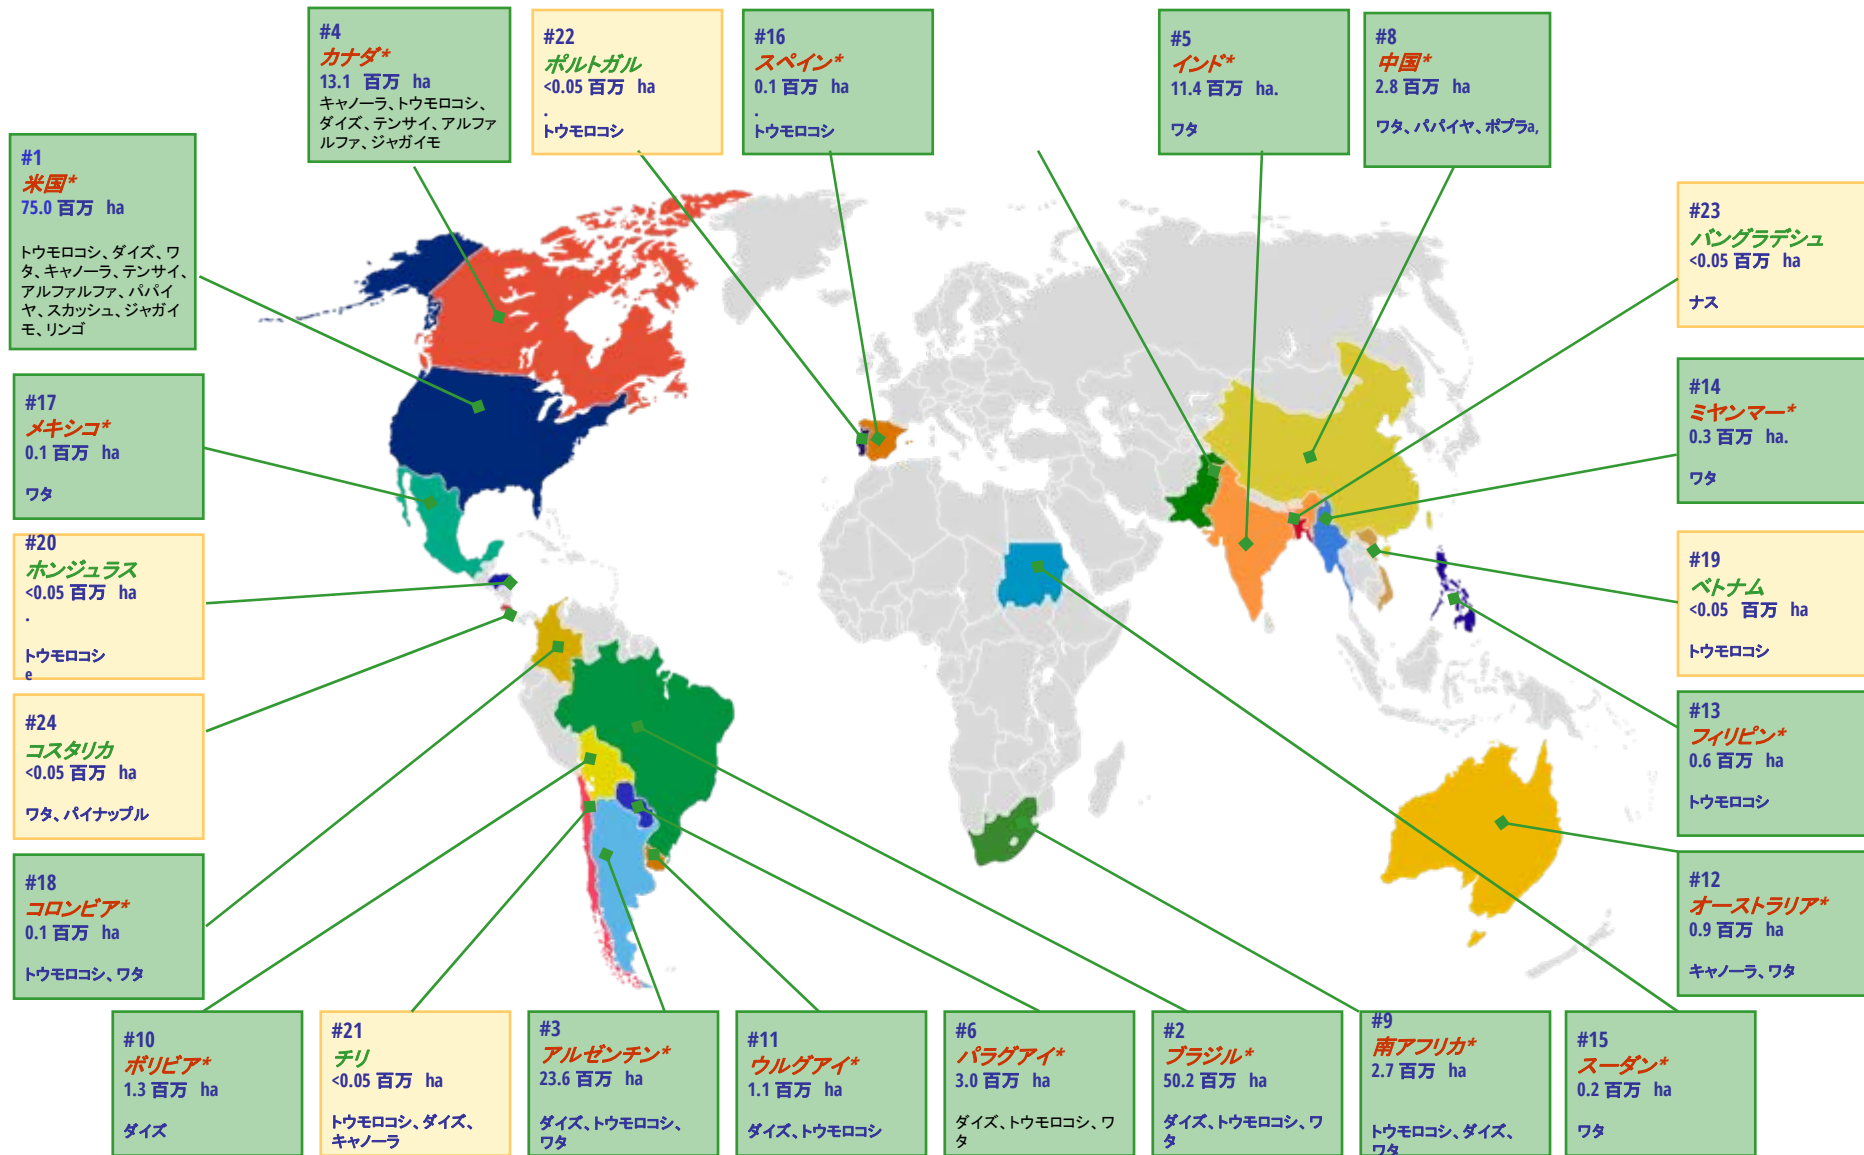 #4
カナダ*
13.1 百万 ha
キャノーラ、トウモロコシ、
ダイズ、テンサイ、アルファ
ルファ、ジャガイモ
#22
ポルトガル
<0.05 百万 ha
.
トウモロコシ
#16
スペイン*
0.1 百万 ha
.
トウモロコシ
#5
インド*
11.4 百万 ha.
ワタ
#8
中国*
2.8 百万 ha
ワタ、パパイヤ、ポプラa,
#1
米国*
75.0 百万 ha
トウモロコシ、ダイズ、ワ
タ、キャノーラ、テンサイ、
アルファルファ、パパイ
ヤ、スカッシュ、ジャガイ
モ、リンゴ
#23
バングラデシュ
<0.05 百万 ha
ナス
#17
メキシコ*
0.1 百万 ha
ワタ
#14
ミャンマー*
0.3 百万 ha.
ワタ
#20
ホンジュラス
<0.05 百万 ha
.
トウモロコシ
e
#19
ベトナム
<0.05 百万 ha
トウモロコシ
#24
コスタリカ
<0.05 百万 ha
ワタ、パイナップル
#13
フィリピン*
0.6 百万 ha
トウモロコシ
#18
コロンビア*
0.1 百万 ha
トウモロコシ、ワタ
#12
オーストラリア*
0.9 百万 ha
キャノーラ、ワタ
#10
ボリビア*
1.3 百万 ha
ダイズ
#21
チリ
<0.05 百万 ha
トウモロコシ、ダイズ、
キャノーラ
#3
アルゼンチン*
23.6 百万 ha
ダイズ、トウモロコシ、
ワタ
#11
ウルグアイ*
1.1 百万 ha
ダイズ、トウモロコシ
#6
パラグアイ*
3.0 百万 ha
ダイズ、トウモロコシ、ワ
タ
#2
ブラジル*
50.2 百万 ha
ダイズ、トウモロコシ、ワ
タ
#9
南アフリカ*
2.7 百万 ha
トウモロコシ、ダイズ、
ワタ
#15
スーダン*
0.2 百万 ha
ワタ